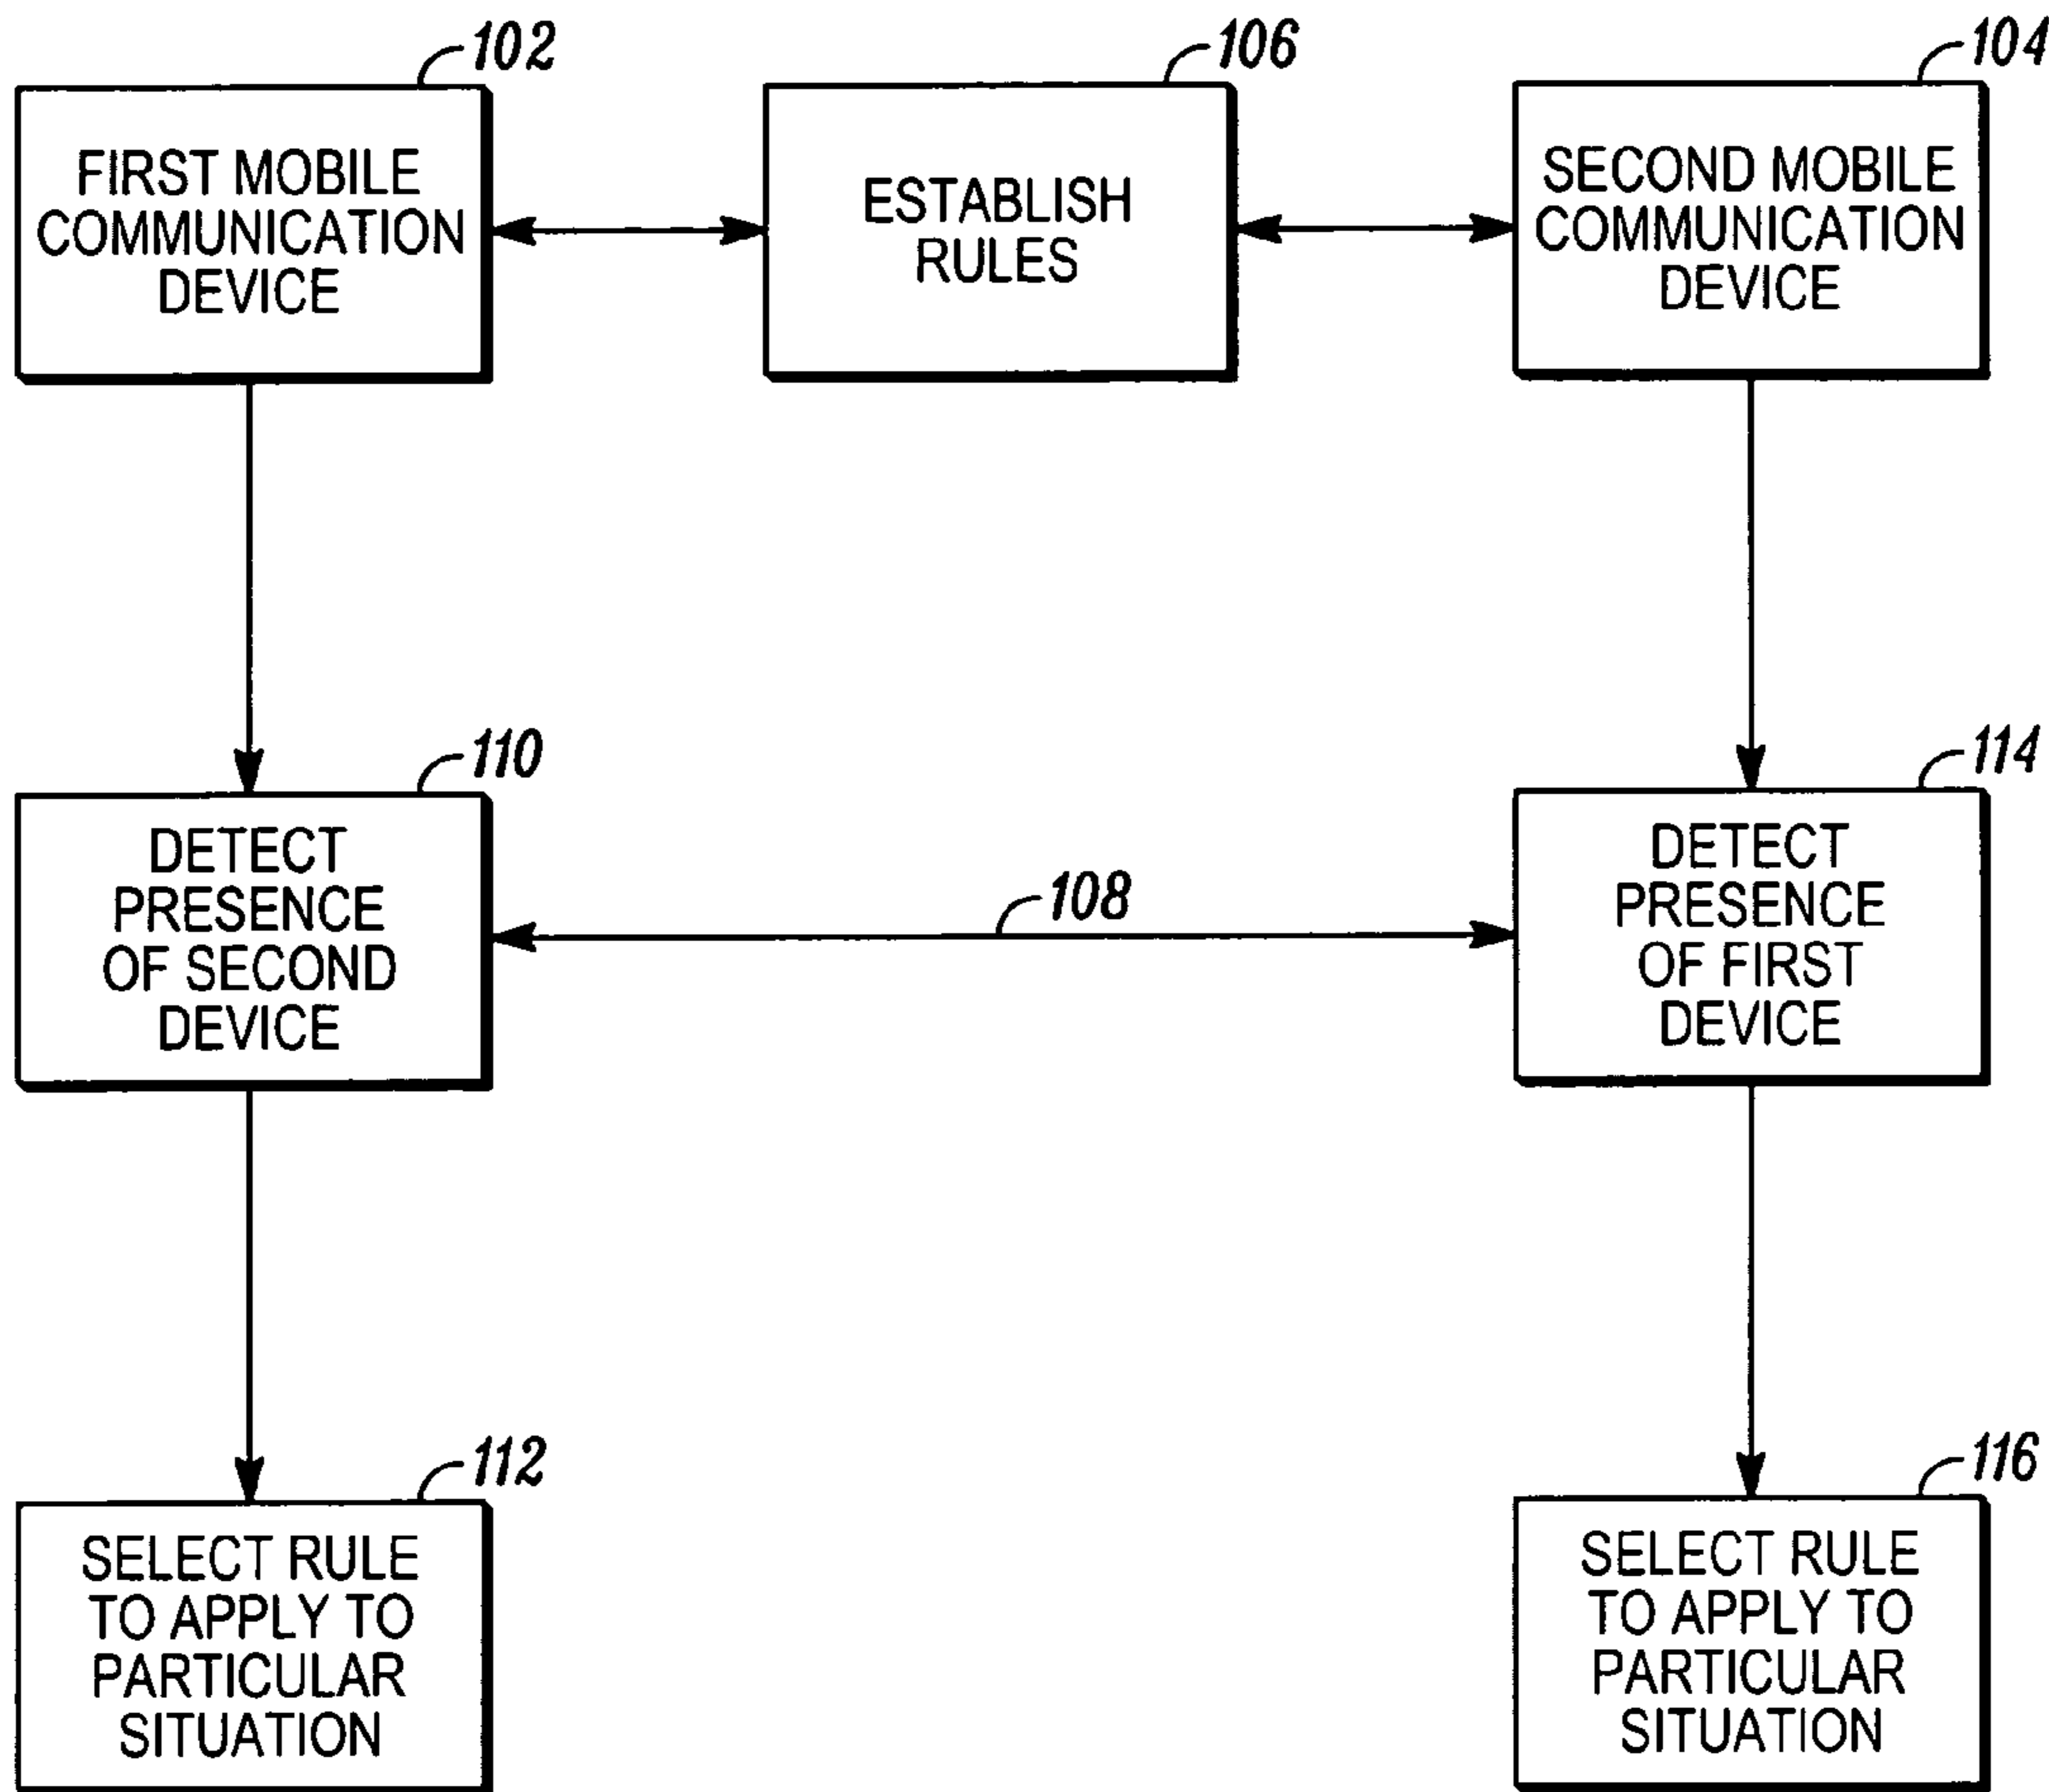 102
106
104
FIRST MOBILE
COMMUNICATION
DEVICE
ESTABLISH
RULES
SECOND MOBILE
COMMUNICATION
DEVICE
110
114
DETECT
PRESENCE
OF SECOND
DEVICE
108
DETECT
PRESENCE
OF FIRST
DEVICE
112
116
SELECT RULE
TO APPLY TO
PARTICULAR
SITUATION
SELECT RULE
TO APPLY TO
PARTICULAR
SITUATION